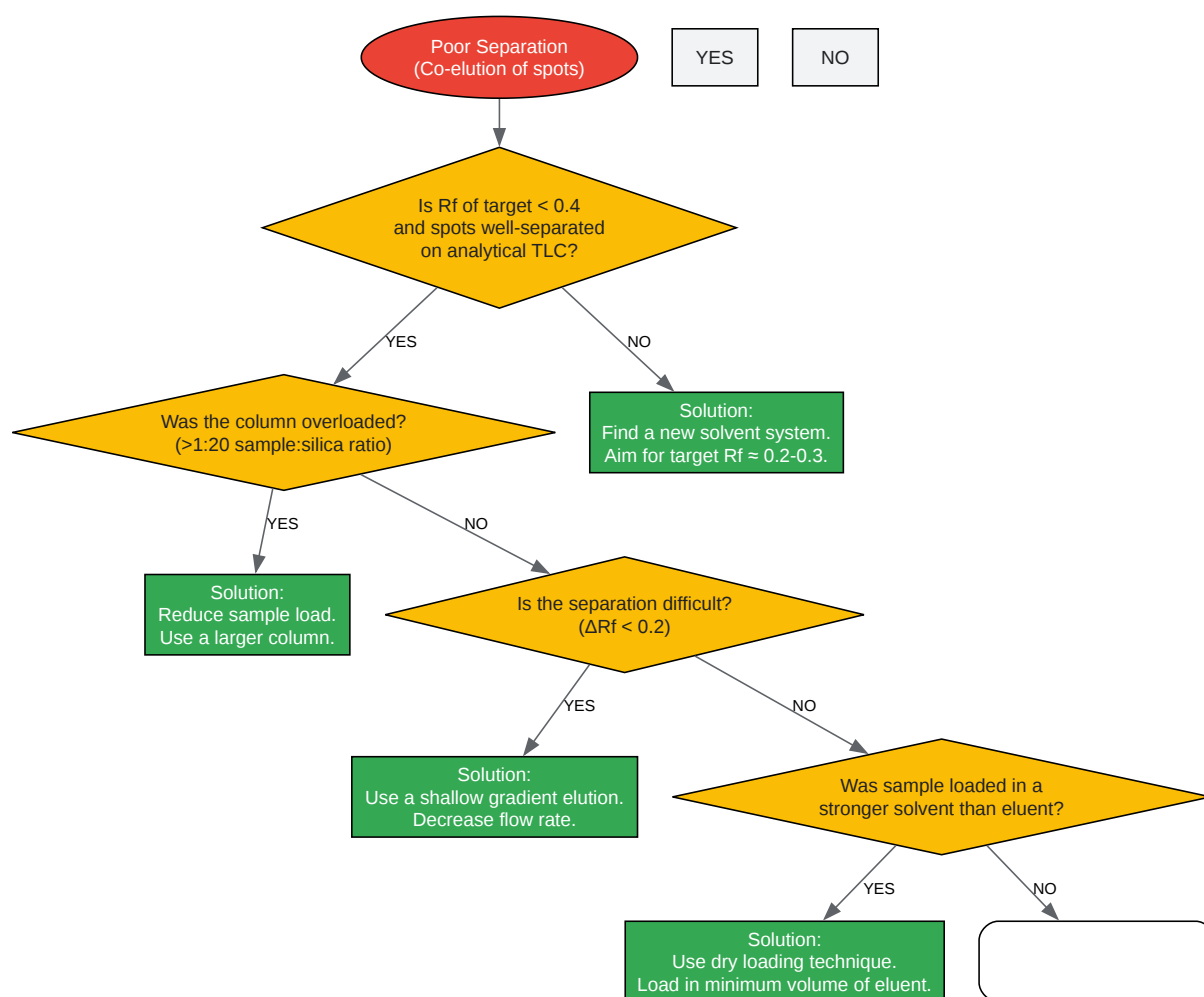 Poor Separation
(Co-elution of spots)
YES
NO
Is Rf of target < 0.4
and spots well-separated
on analytical TLC?
YES
NO
Was the column overloaded?
(>1:20 sample:silica ratio)
Solution:
Find a new solvent system.
Aim for target Rf ≈ 0.2-0.3.
YES
NO
Solution:
Reduce sample load.
Use a larger column.
Is the separation difficult?
(ΔRf < 0.2)
YES
NO
Solution:
Use a shallow gradient elution.
Decrease flow rate.
Was sample loaded in a
stronger solvent than eluent?
YES
NO
Solution:
Use dry loading technique.
Load in minimum volume of eluent.